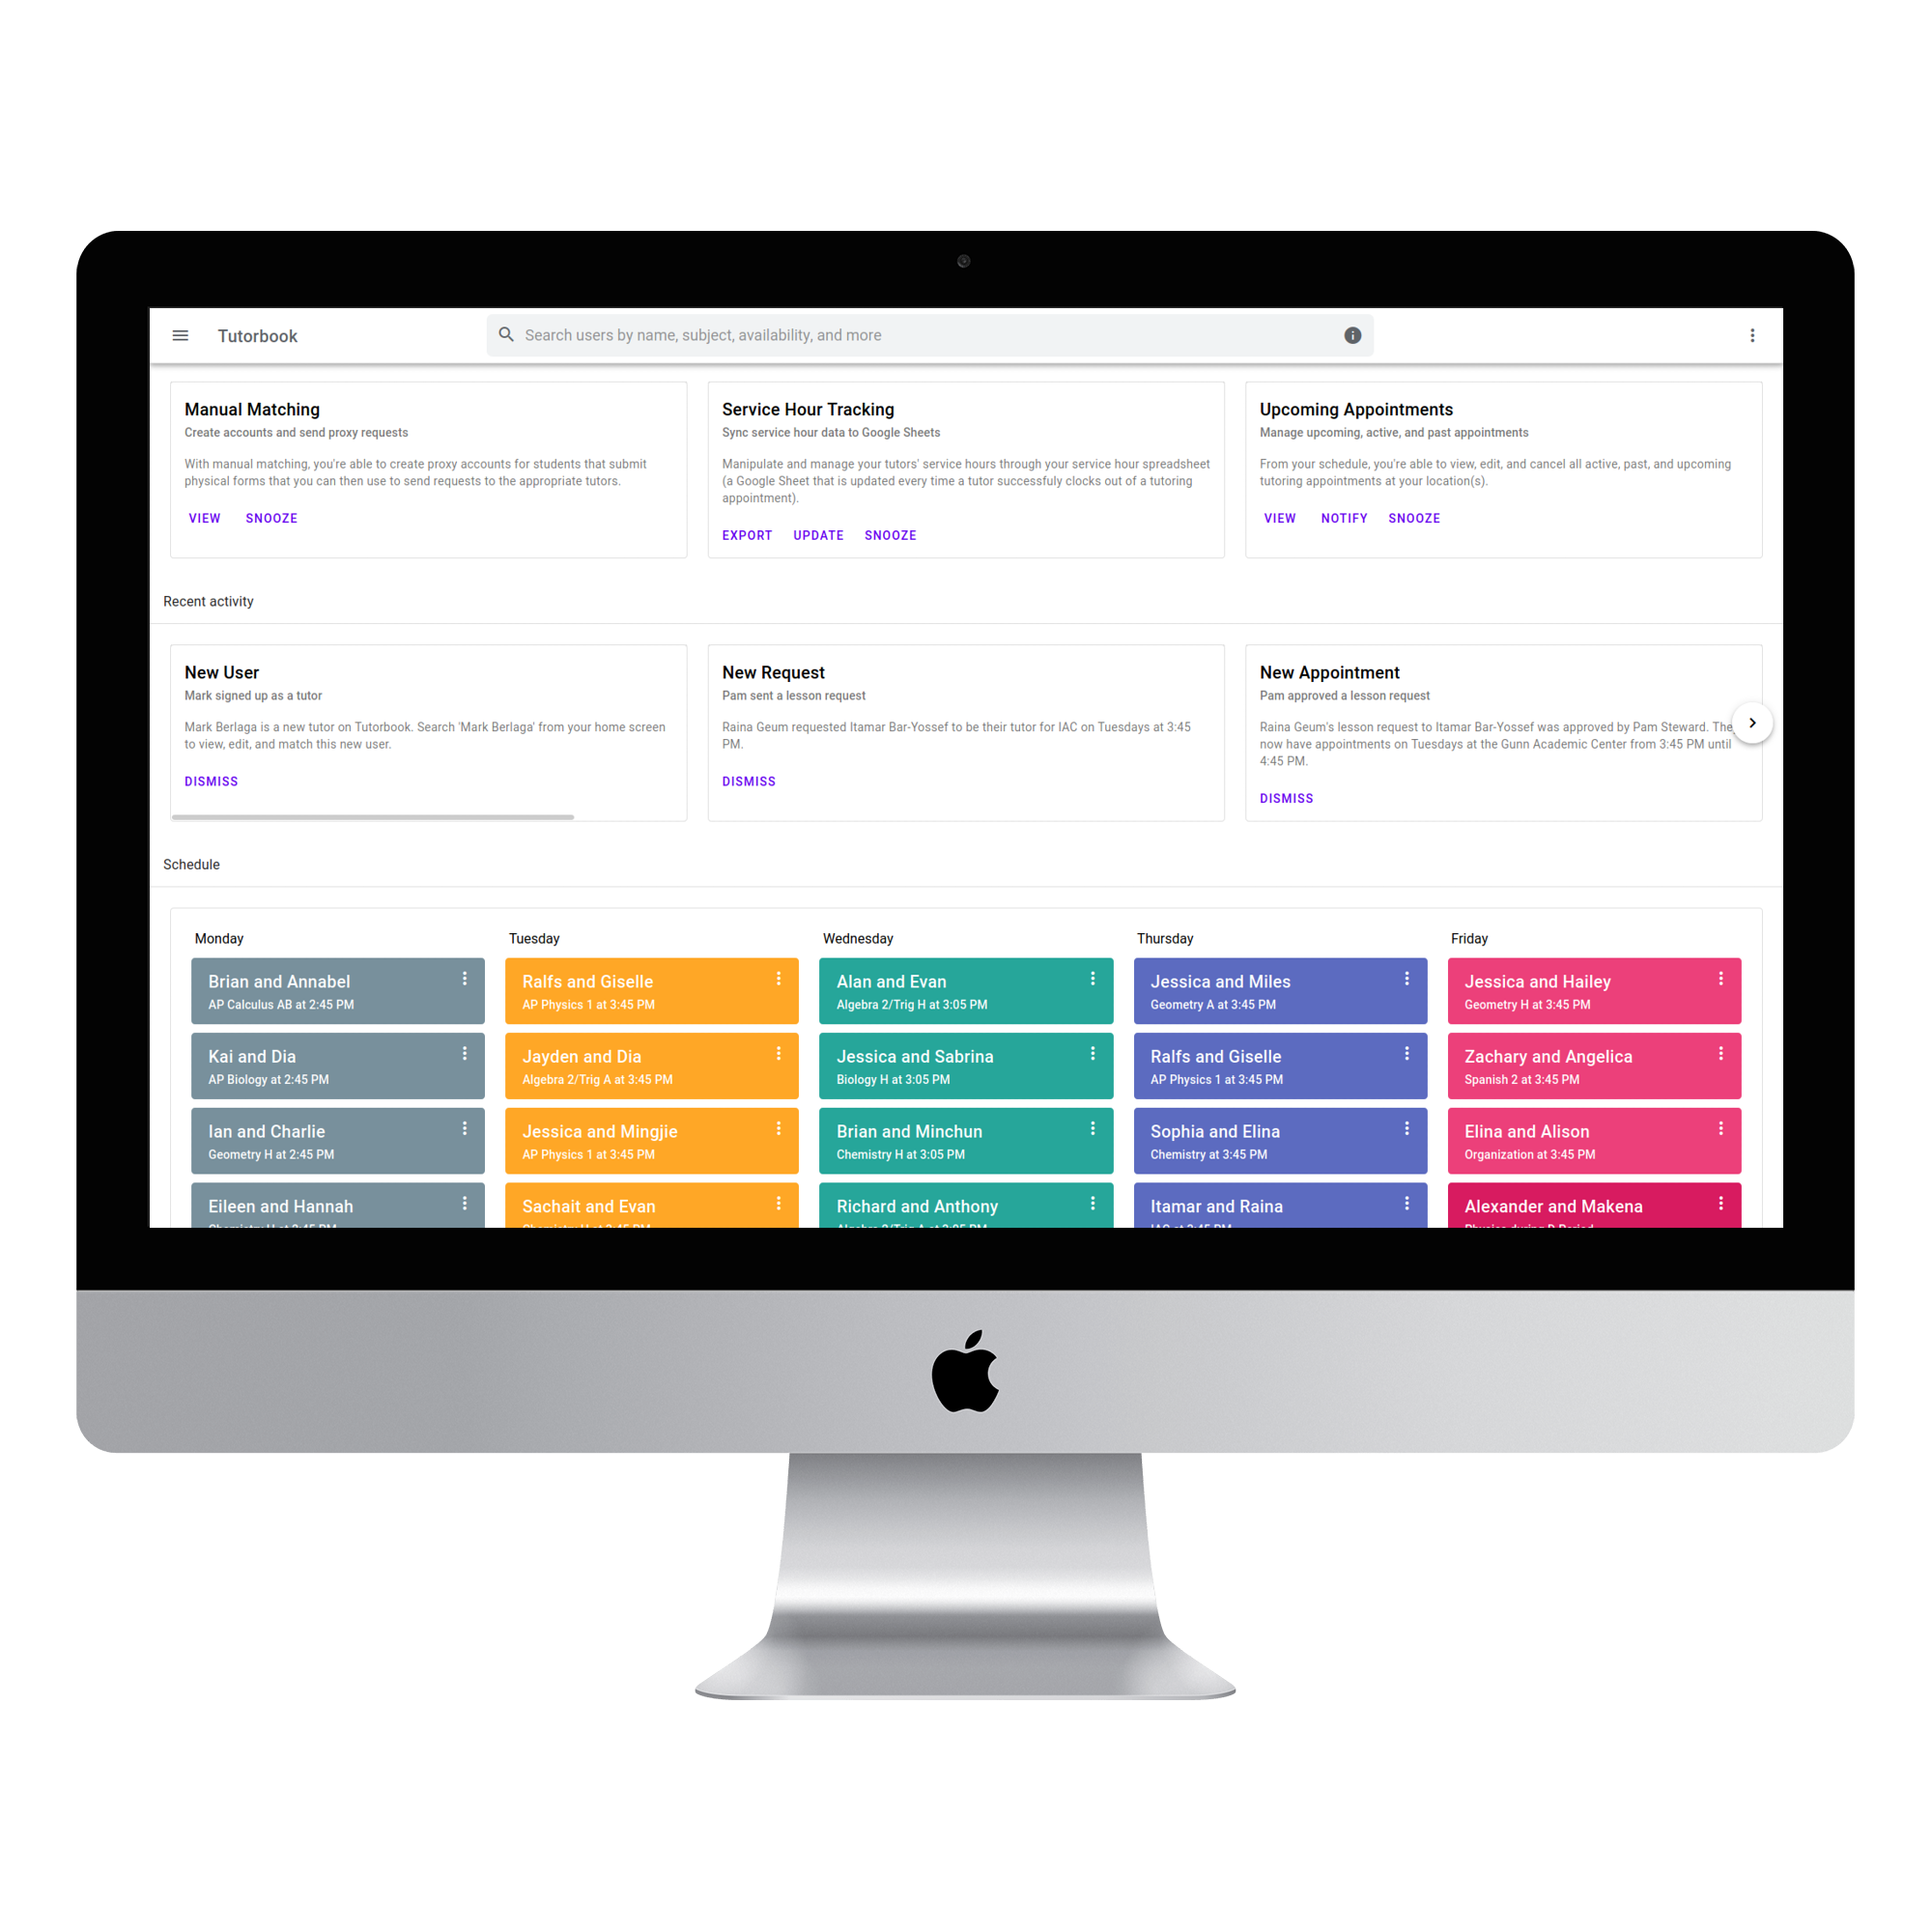 Tutorbook
Search users by name, subject, availability, and more
Manual Matching
Create accounts and send proxy requests
With manual matching, you're able to create proxy accounts for students that submit
physical forms that you can then use to send requests to the appropriate tutors.
VIEW SNOOZE
Service Hour Tracking
Sync service hour data to Google Sheets
Manipulate and manage your tutors' service hours through your service hour spreadsheet
(a Google Sheet that is updated every time a tutor successfuly clocks out of a tutoring
appointment).
EXPORT UPDATE SNOOZE
Upcoming Appointments
Manage upcoming, active, and past appointments
From your schedule, you're able to view, edit, and cancel all active, past, and upcoming
tutoring appointments at your location(s).
VIEW NOTIFY SNOOZE
Recent activity
New User
Mark signed up as a tutor
Mark Berlaga is a new tutor on Tutorbook. Search 'Mark Berlaga' from your home screen
to view, edit, and match this new user.
DISMISS
New Request
Pam sent a lesson request
Raina Geum requested Itamar Bar-Yossef to be their tutor for IAC on Tuesdays at 3:45
PM.
DISMISS
New Appointment
Pam approved a lesson request
Raina Geum's lesson request to Itamar Bar-Yossef was approved by Pam Steward. The
now have appointments on Tuesdays at the Gunn Academic Center from 3:45 PM until
4:45 PM.
DISMISS
Schedule
Monday
Brian and Annabel
AP Calculus AB at 2:45 PM
Kai and Dia
AP Biology at 2:45 PM
Ian and Charlie
Geometry H at 2:45 PM
Eileen and Hannah
Tuesday
Ralfs and Giselle
AP Physics 1 at 3:45 PM
Jayden and Dia
Algebra 2/Trig A at 3:45 PM
Jessica and Mingjie
AP Physics 1 at 3:45 PM
Sachait and Evan
Wednesday
Alan and Evan
Algebra 2/Trig H at 3:05 PM
Jessica and Sabrina
Biology H at 3:05 PM
Brian and Minchun
Chemistry H at 3:05 PM
Richard and Anthony
Thursday
Jessica and Miles
Geometry A at 3:45 PM
Ralfs and Giselle
AP Physics 1 at 3:45 PM
Sophia and Elina
Chemistry at 3:45 PM
Itamar and Raina
Friday
Jessica and Hailey
Geometry H at 3:45 PM
Zachary and Angelica
Spanish 2 at 3:45 PM
Elina and Alison
Organization at 3:45 PM
Alexander and Makena